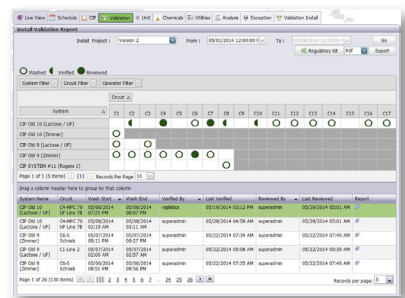 Live View Schedule CIP Validation Unit Chemicals Utilities Analysis Exception Validation Install
Install Validation Report
Install Project : Version 2 From : 05/01/2014 12:00:00 To :
Regulatory Kit Pdf Export
Go
Washed Verified Reviewed
System Filter Circuit Filter Operator Filter
Circuit
System C1 C2 C3 C4 C5 C6 C7 C8 C9 C10 C11 C12 C13 C14 C15 C16 C17
CIP Old 10 (Lactose / UF)
CIP Old 10 (Zimmer)
CIP Old 9 (Lactose / UF)
CIP Old 9 (Zimmer)
CIP SYSTEM #11 (Rogers 1)
Page 1 of 1 (5 items) [1] Records Per Page 10
Drag a column header here to group by that column
System Name Circuit Wash Start Wash End Verified By Last Verified Reviewed By Last Reviewed Report
CIP Old 10 (Lactose / UF) C4-MPC 70 UF Line 7B 05/08/2014 07:21 PM 05/08/2014 08:07 PM vigilistics 05/19/2014 03:12 PM superadmin 05/29/2014 05:01 AM
CIP Old 10 (Lactose / UF) C4-MPC 70 UF Line 7B 05/08/2014 02:19 AM 05/08/2014 03:11 AM superadmin 05/29/2014 04:59 AM superadmin 05/29/2014 05:01 AM
CIP Old 9 (Zimmer) C6-5 Schreib 05/07/2014 08:11 PM 05/07/2014 09:27 PM superadmin 05/22/2014 07:34 AM superadmin 05/22/2014 07:40 AM
CIP Old 9 (Zimmer) C1-Line 2 05/07/2014 02:00 AM 05/07/2014 02:57 AM superadmin 05/22/2014 05:08 AM superadmin 05/22/2014 05:39 AM
CIP Old 9 (Zimmer) C6-5 Schreib 05/06/2014 08:51 PM 05/06/2014 09:56 PM superadmin 05/22/2014 07:35 AM superadmin 05/22/2014 07:40 AM
Page 1 of 26 (130 items) [1] 2 3 4 5 6 7 … 24 25 26 Records per page: 5